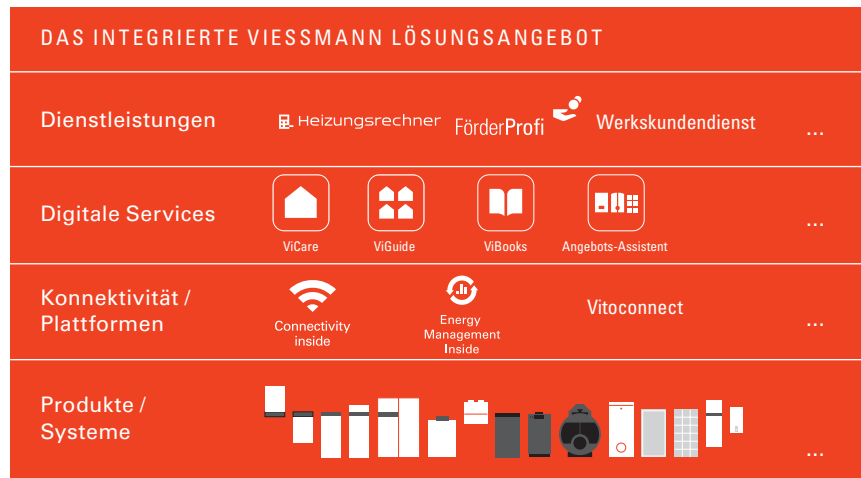 DAS INTEGRIERTE VIESSMANN LÖSUNGSANGEBOT
Dienstleistungen
Heizungsrechner
FörderProfi
Werkskundendienst
...
Digitale Services
ViCare
ViGuide
ViBooks
Angebots-Assistent
...
Konnektivität /
Plattformen
Connectivity
inside
Energy
Management
Inside
Vitoconnect
...
Produkte /
Systeme
...